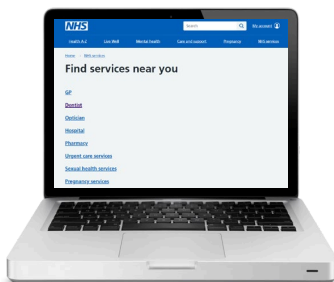 NHS
Search
My account
Health A-Z Live Well Mental health Care and support Pregnancy NHS services
Home NHS services
Find services near you
GP
Dentist
Optician
Hospital
Pharmacy
Urgent care services
Sexual health services
Pregnancy services